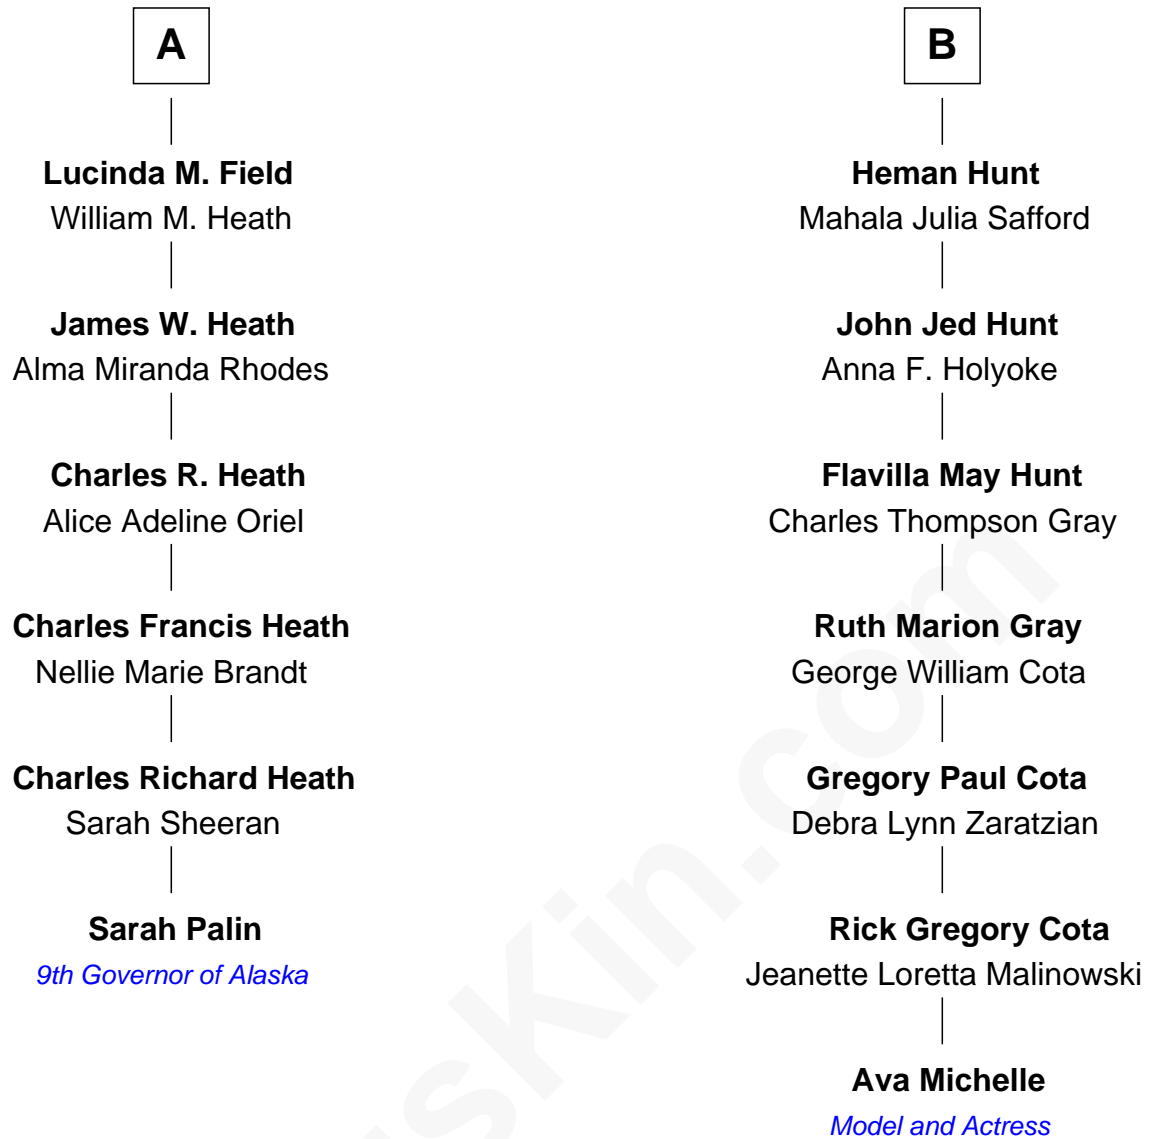 A
Lucinda M. Field
William M. Heath
James W. Heath
Alma Miranda Rhodes
Charles R. Heath
Alice Adeline Oriel
Charles Francis Heath
Nellie Marie Brandt
Charles Richard Heath
Sarah Sheeran
Sarah Palin
9th Governor of Alaska
B
Heman Hunt
Mahala Julia Safford
John Jed Hunt
Anna F. Holyoke
Flavilla May Hunt
Charles Thompson Gray
Ruth Marion Gray
George William Cota
Gregory Paul Cota
Debra Lynn Zaratzian
Rick Gregory Cota
Jeanette Loretta Malinowski
Ava Michelle
Model and Actress
sKin.com